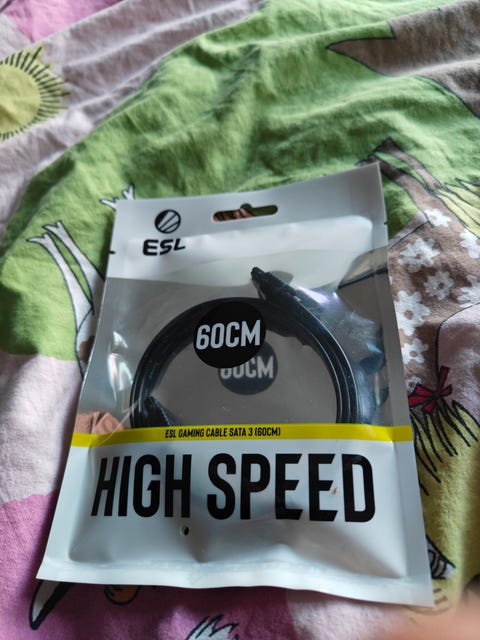 ESL
60CM
60CM
ESL GAMING CABLE SATA 3 (60CM)
HIGH SPEED